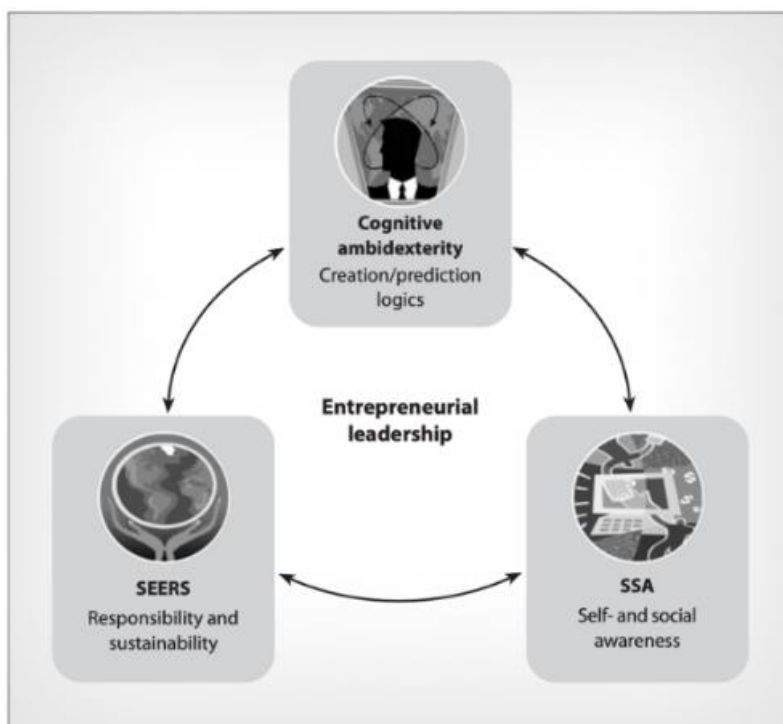 Cognitive
ambidexterity
Creation/prediction
logics
Entrepreneurial
leadership
SEERS
Responsibility and
sustainability
SSA
Self- and social
awareness